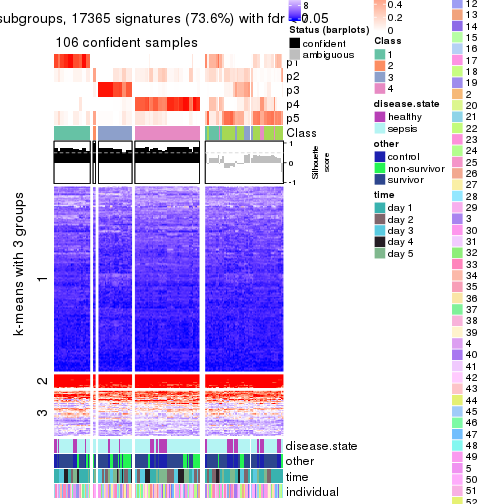 subgroups, 17365 signatures (73.6%) with fdr < 0.05
106 confident samples
p1
p2
p3
p4
p5
Class
1
0
-1
Silhouette
score
k-means with 3 groups
1
2
3
disease.state
other
time
individual
8
0.4
0.2
0
Status (barplots)
confident
ambiguous
Class
1
2
3
4
disease.state
healthy
sepsis
other
control
non-survivor
survivor
time
day 1
day 2
day 3
day 4
day 5
12
13
14
15
16
17
18
19
2
20
21
22
23
24
25
26
27
28
29
3
30
31
32
33
34
35
36
37
38
39
4
40
41
42
43
44
45
46
47
48
49
5
50
51